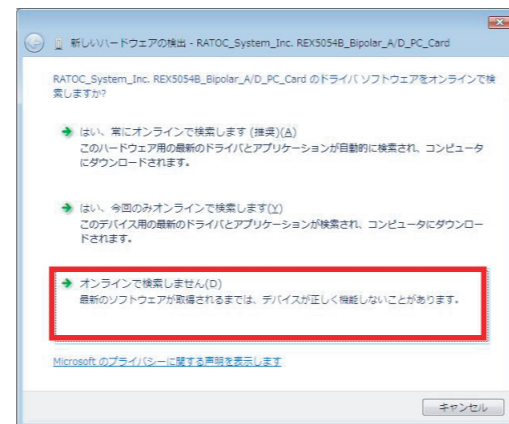 新しいハードウェアの検出 - RATOC_System_Inc. REX5054B_Bipolar_A/D_PC_Card
RATOC_System_Inc. REX5054B_Bipolar_A/D_PC_Card のドライバ ソフトウェアをオンラインで検
索しますか?
はい、常にオンラインで検索します (推奨)(A)
このハードウェア用の最新のドライバとアプリケーションが自動的に検索され、コンピュータ
にダウンロードされます。
はい、今回のみオンラインで検索します(Y)
このデバイス用の最新のドライバとアプリケーションが検索され、コンピュータにダウンロー
ドされます。
オンラインで検索しません(D)
最新のソフトウェアが取得されるまでは、デバイスが正しく機能しないことがあります。
Microsoft のプライバシーに関する声明を表示します
キャンセル